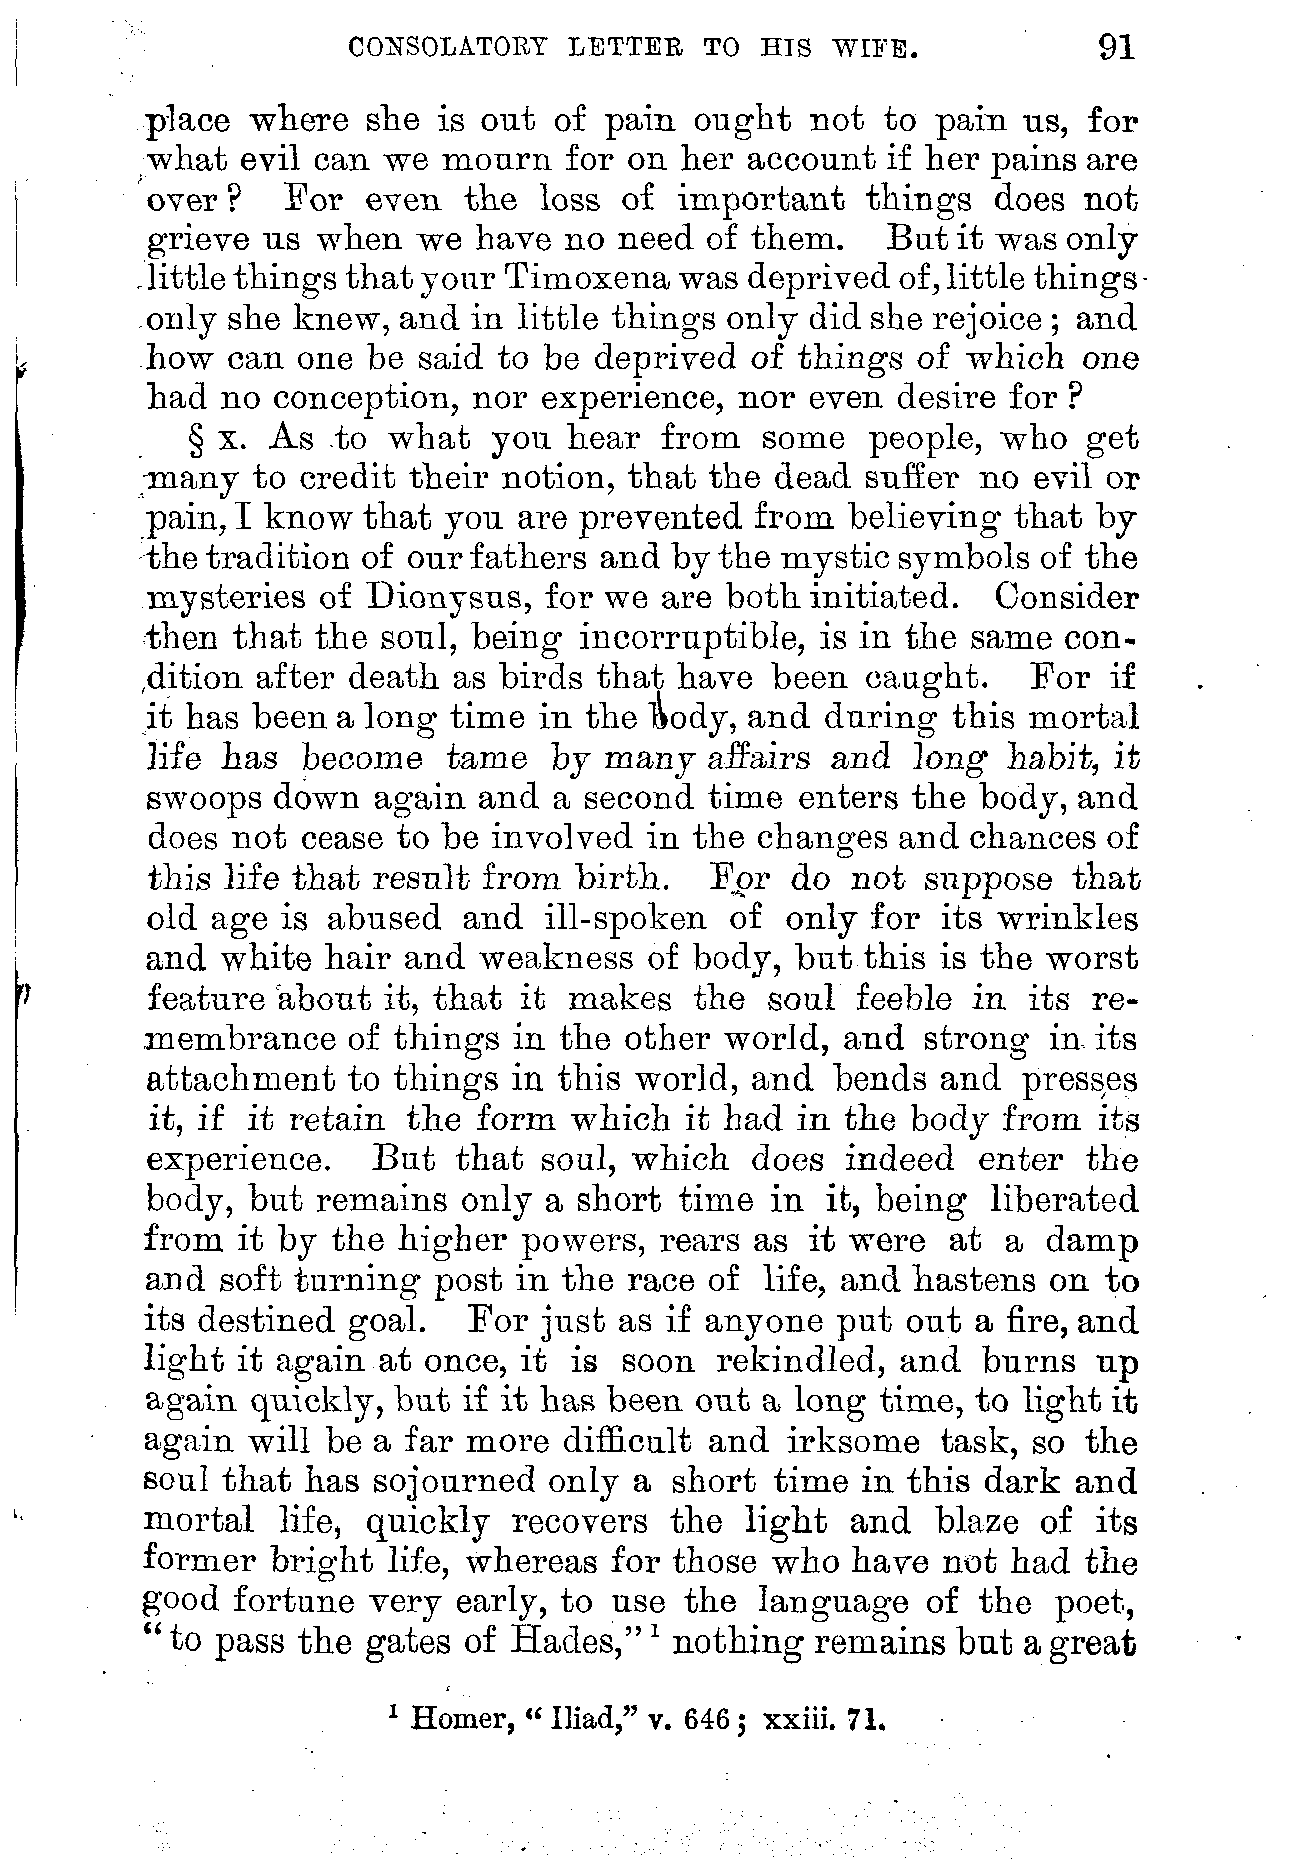 CONSOLATORY LETTER TO HIS WIFE. 91
place where she is out of pain ought not to pain us, for
what evil can we mourn for on her account if her pains are
over? For even the loss of important things does not
grieve us when we have no need of them. But it was only
little things that your Timoxena was deprived of, little things
only she knew, and in little things only did she rejoice; and
how can one be said to be deprived of things of which one
had no conception, nor experience, nor even desire for?
§ x. As to what you hear from some people, who get
many to credit their notion, that the dead suffer no evil or
pain, I know that you are prevented from believing that by
the tradition of our fathers and by the mystic symbols of the
mysteries of Dionysus, for we are both initiated. Consider
then that the soul, being incorruptible, is in the same con-
dition after death as birds that have been caught. For if
it has been a long time in the body, and during this mortal
life has become tame by many affairs and long habit, it
swoops down again and a second time enters the body, and
does not cease to be involved in the changes and chances of
this life that result from birth. For do not suppose that
old age is abused and ill-spoken of only for its wrinkles
and white hair and weakness of body, but this is the worst
feature about it, that it makes the soul feeble in its re-
membrance of things in the other world, and strong in its
attachment to things in this world, and bends and presses
it, if it retain the form which it had in the body from its
experience. But that soul, which does indeed enter the
body, but remains only a short time in it, being liberated
from it by the higher powers, rears as it were at a damp
and soft turning post in the race of life, and hastens on to
its destined goal. For just as if anyone put out a fire, and
light it again at once, it is soon rekindled, and burns up
again quickly, but if it has been out a long time, to light it
again will be a far more difficult and irksome task, so the
soul that has sojourned only a short time in this dark and
mortal life, quickly recovers the light and blaze of its
former bright life, whereas for those who have not had the
good fortune very early, to use the language of the poet,
"to pass the gates of Hades," ¹ nothing remains but a great
¹ Homer, "Iliad," v. 646; xxiii. 71.